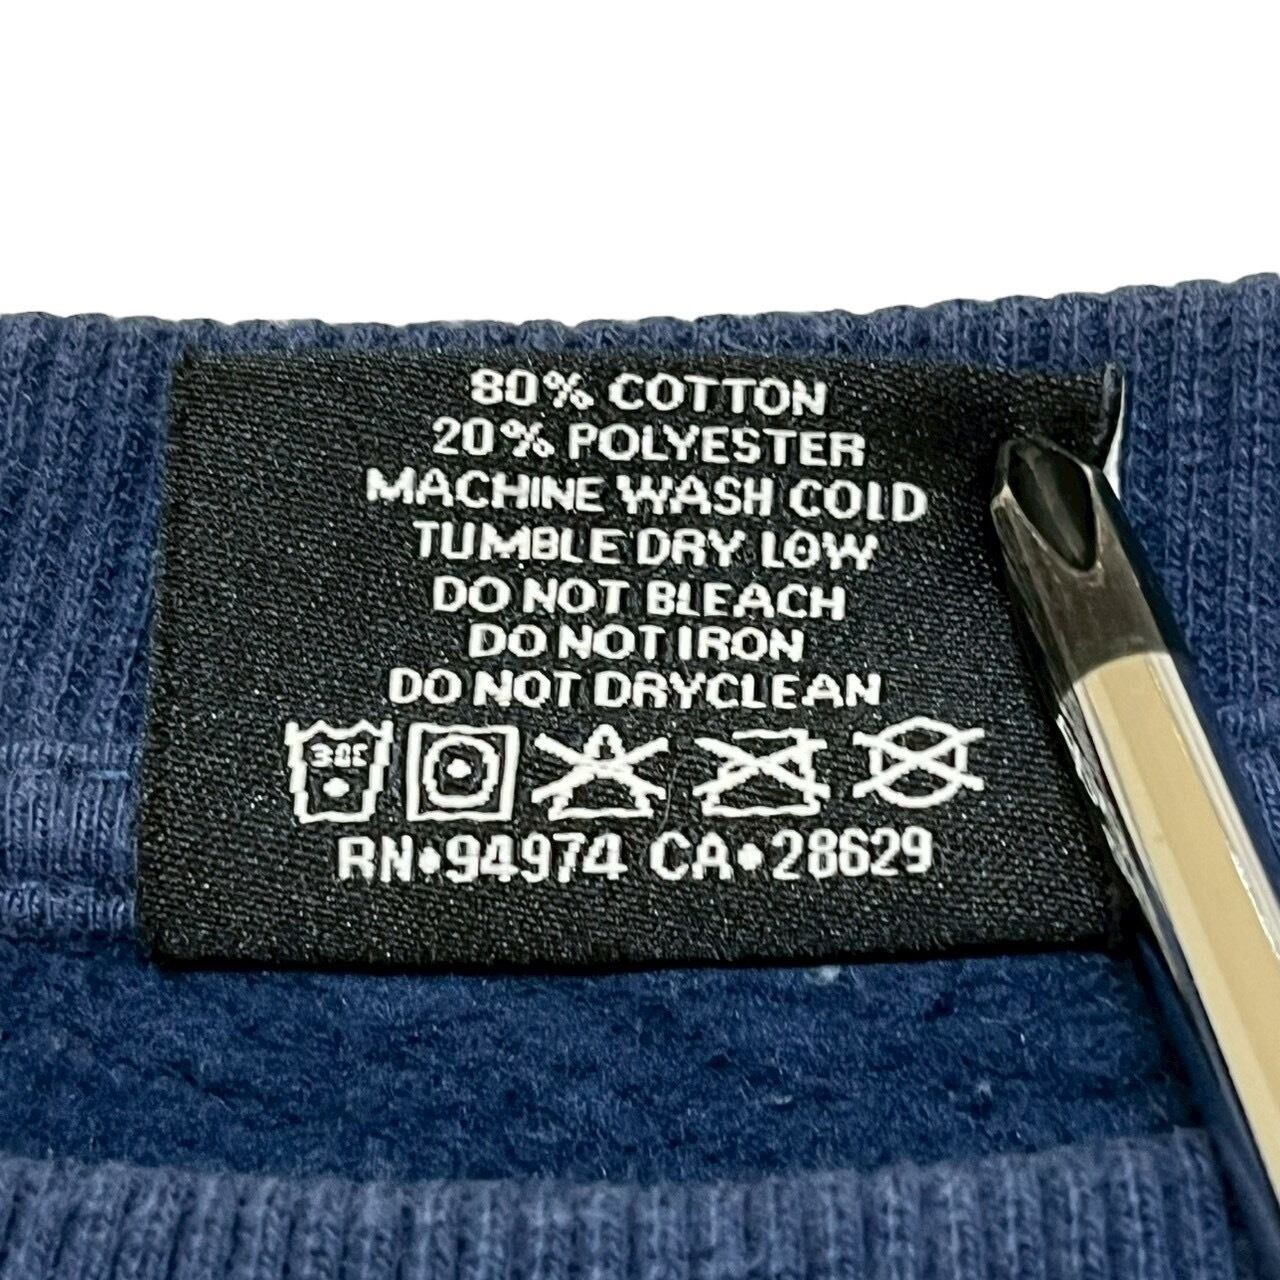 80% COTTON
20% POLYESTER
MACHINE WASH COLD
TUMBLE DRY LOW
DO NOT BLEACH
DO NOT IRON
DO NOT DRYCLEAN
RN•94974 CA•28629